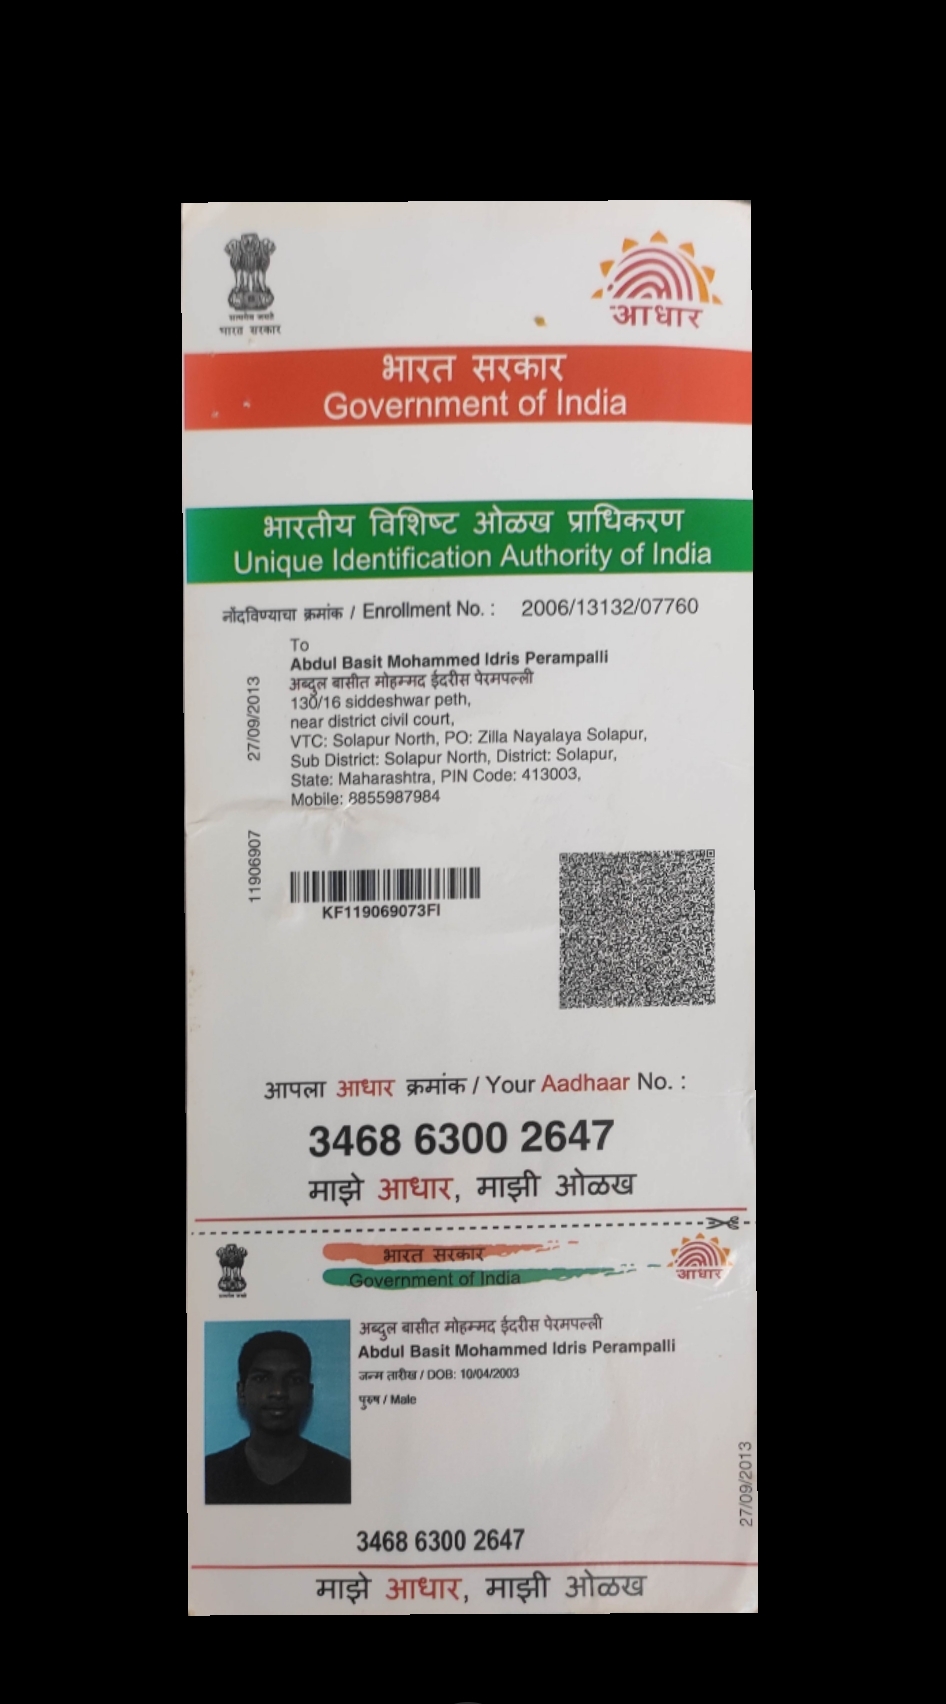 सत्यमेव जयते
भारत सरकार
आधार
भारत सरकार
Government of India
भारतीय विशिष्ट ओळख प्राधिकरण
Unique Identification Authority of India
नोंदविण्याचा क्रमांक / Enrollment No. : 2006/13132/07760
To
Abdul Basit Mohammed Idris Perampalli
अब्दुल बासीत मोहम्मद ईदरीस पेरमपल्ली
130/16 siddeshwar peth,
near district civil court,
VTC: Solapur North, PO: Zilla Nayalaya Solapur,
Sub District: Solapur North, District: Solapur,
State: Maharashtra, PIN Code: 413003,
Mobile: 8855987984
27/09/2013
11906907
KF119069073FI
आपला आधार क्रमांक / Your Aadhaar No. :
3468 6300 2647
माझे आधार, माझी ओळख
भारत सरकार
Government of India
आधार
अब्दुल बासीत मोहम्मद ईदरीस पेरमपल्ली
Abdul Basit Mohammed Idris Perampalli
जन्म तारीख / DOB: 10/04/2003
पुरुष / Male
27/09/2013
3468 6300 2647
माझे आधार, माझी ओळख